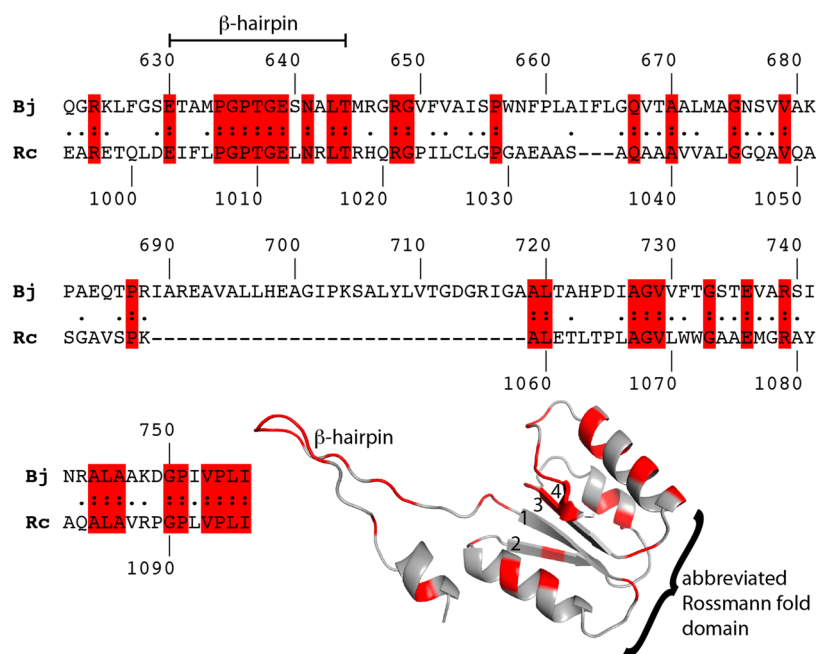 β-hairpin
630 640 650 660 670 680
Bj QGRKLFGSETAMPGPTGESNALTMRGRGVFVAISPWNFPLAIFLGQVTAALMAGNSVVAK
Rc EARETQLDEIFLPGPTGELNRLTRHQRGPILCLGPGAEAAS---AQAAAVVALGGQAVQA
1000 1010 1020 1030 1040 1050
690 700 710 720 730 740
Bj PAEQTPRIAREAVALLHEAGIPKSALYLVTGDGRIGAALTAHPDIAGVVFTGSTEVARSI
Rc SGAVSPK------------------------------ALETLTPLAGVLWWGAAEMGRAY
1060 1070 1080
750
Bj NRALAAKDGPIVPLI
Rc AQALAVRPGPLVPLI
1090
β-hairpin
4
3
1
2
abbreviated
Rossmann fold
domain